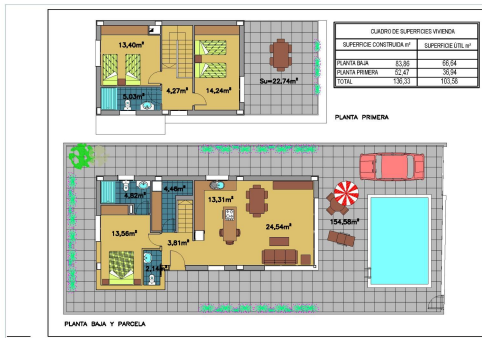 CUADRO DE SUPERFICIES VIVIENDA
SUPERFICIE CONSTRUIDA m² SUPERFICIE ÚTIL m²
PLANTA BAJA 83,86 66,64
PLANTA PRIMERA 52,47 36,94
TOTAL 136,33 103,58
13,40m²
5,03m²
4,27m²
14,24m²
Su=22,74m²
PLANTA PRIMERA
4,82m²
4,46m²
13,31m²
13,56m²
3,81m²
24,54m²
154,58m²
2,14m²
PLANTA BAJA Y PARCELA